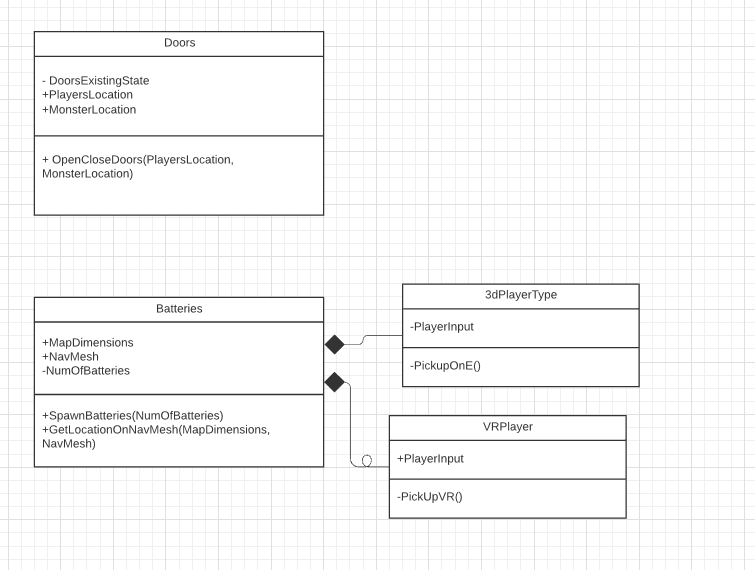 Doors
- DoorsExistingState
+PlayersLocation
+MonsterLocation
+ OpenCloseDoors(PlayersLocation,
MonsterLocation)
Batteries
+MapDimensions
+NavMesh
-NumOfBatteries
+SpawnBatteries(NumOfBatteries)
+GetLocationOnNavMesh(MapDimensions,
NavMesh)
3dPlayerType
-PlayerInput
-PickupOnE()
VRPlayer
+PlayerInput
-PickUpVR()